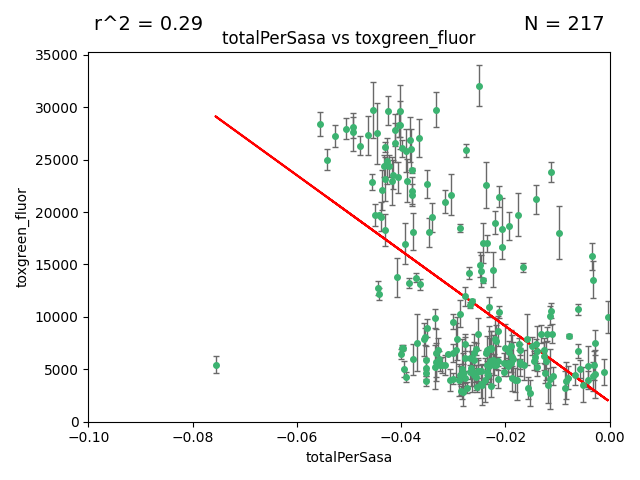 r^2 = 0.29
N = 217
totalPerSasa vs toxgreen_fluor
35000
30000
25000
20000
15000
10000
5000
0
toxgreen_fluor
−0.10
−0.08
−0.06
−0.04
−0.02
0.00
totalPerSasa